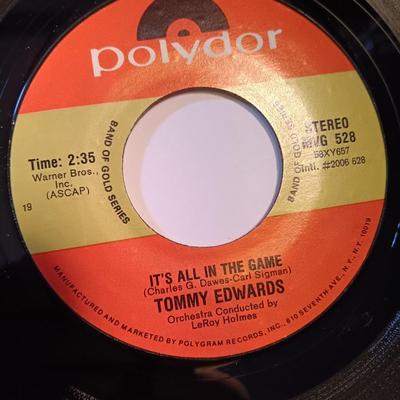 polydor
Time: 2:35
Warner Bros.,
Inc.
(ASCAP)
19
BAND OF GOLD SERIES
BAND OF GOLD SERIES
STEREO
MVG 528
58XY657
Intl. #2006 628
IT'S ALL IN THE GAME
(Charles G. Dawes-Carl Sigman)
TOMMY EDWARDS
Orchestra Conducted by
LeRoy Holmes
MANUFACTURED AND MARKETED BY POLYGRAM RECORDS, INC., 810 SEVENTH AVE., N.Y., N.Y. 10019